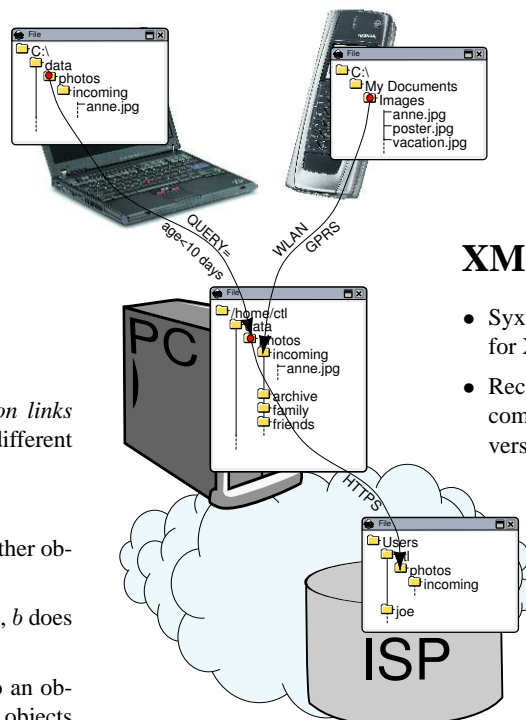 File
C:\
data
photos
incoming
anne.jpg
NOKIA
File
C:\
My Documents
Images
anne.jpg
poster.jpg
vacation.jpg
QUERY=
age<10 days
WLAN
GPRS
XM
• Syx
for X
• Rec
com
vers
on links
different
ther ob-
, b does
o an ob-
objects
PC
File
/home/ctl
data
photos
incoming
anne.jpg
archive
family
friends
HTTPS
File
Users
ctl
photos
incoming
joe
ISP